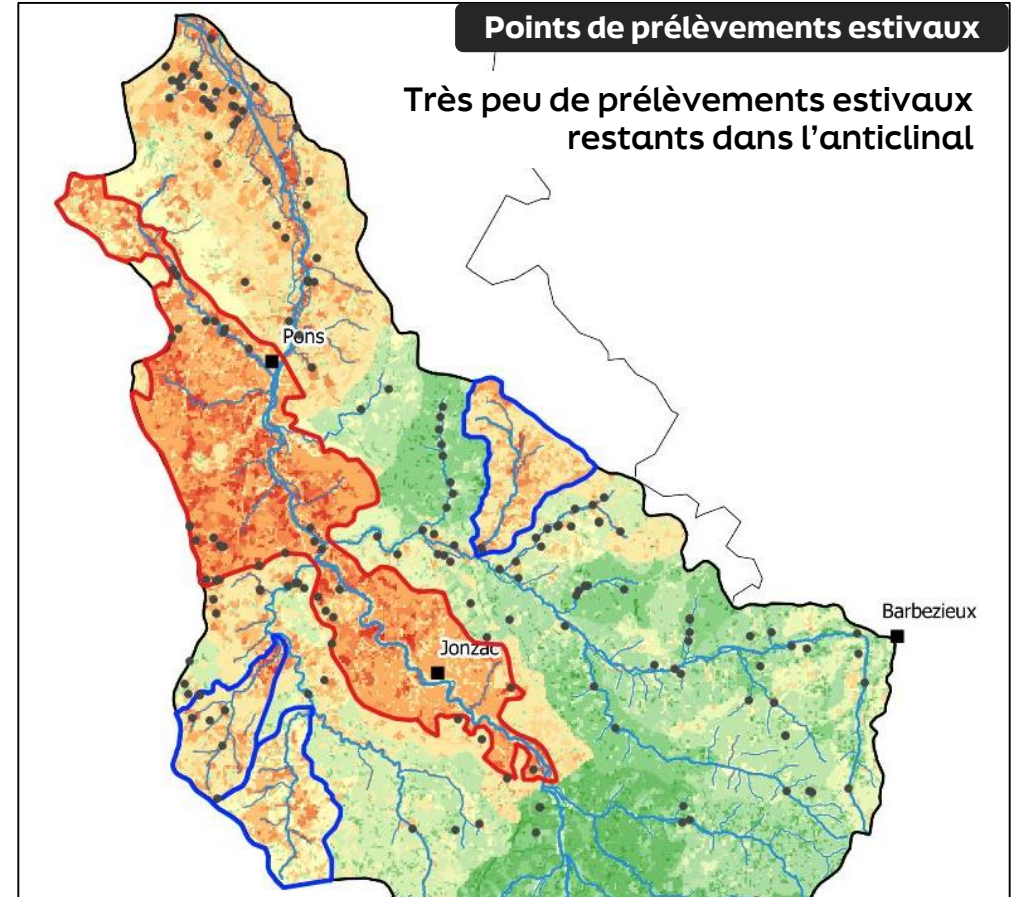 Points de prélèvements estivaux
Très peu de prélèvements estivaux
restants dans l'anticlinal
Pons
Barbezieux
Jonzac